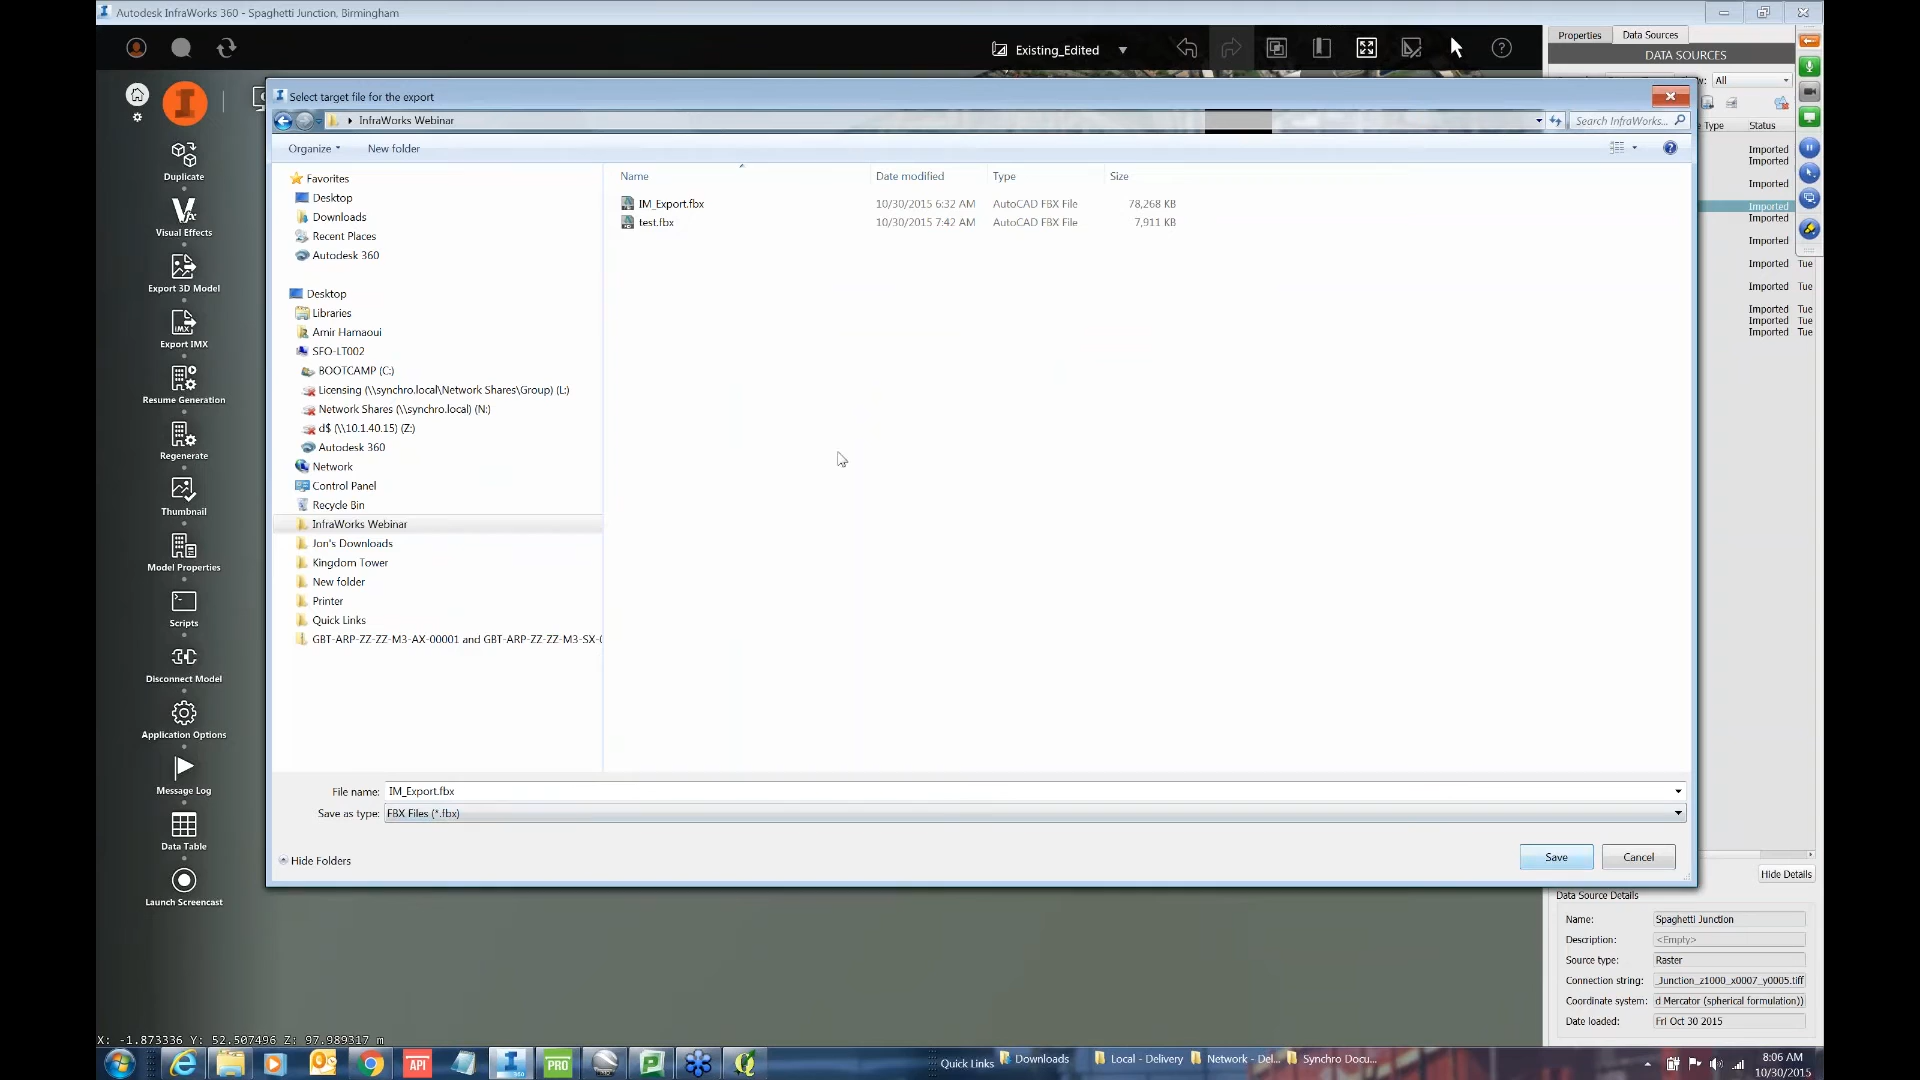 Autodesk InfraWorks 360 - Spaghetti Junction, Birmingham
Existing_Edited
Properties
Data Sources
DATA SOURCES
All
Type
Status
Imported
Imported
Imported
Imported
Imported
Imported
Imported Tue
Imported Tue
Imported Tue
Imported Tue
Imported Tue
Duplicate
Visual Effects
Export 3D Model
IMX
Export IMX
Resume Generation
Regenerate
Thumbnail
Model Properties
Scripts
Disconnect Model
Application Options
Message Log
Data Table
Launch Screencast
Select target file for the export
InfraWorks Webinar
Search InfraWorks...
Organize
New folder
Favorites
Desktop
Downloads
Recent Places
Autodesk 360
Desktop
Libraries
Amir Hamaoui
SFO-LT002
BOOTCAMP (C:)
Licensing (\\synchro.local\Network Shares\Group) (L:)
Network Shares (\\synchro.local) (N:)
d$ (\\10.1.40.15) (Z:)
Autodesk 360
Network
Control Panel
Recycle Bin
InfraWorks Webinar
Jon's Downloads
Kingdom Tower
New folder
Printer
Quick Links
GBT-ARP-ZZ-ZZ-M3-AX-00001 and GBT-ARP-ZZ-ZZ-M3-SX-0
Name Date modified Type Size
IM_Export.fbx 10/30/2015 6:32 AM AutoCAD FBX File 78,268 KB
test.fbx 10/30/2015 7:42 AM AutoCAD FBX File 7,911 KB
File name: IM_Export.fbx
Save as type: FBX Files (*.fbx)
Hide Folders
Save
Cancel
Hide Details
Data Source Details
Name: Spaghetti Junction
Description: <Empty>
Source type: Raster
Connection string: _Junction_z1000_x0007_y0005.tiff
Coordinate system: d Mercator (spherical formulation))
Date loaded: Fri Oct 30 2015
X: -1.873336 Y: 52.507496 Z: 97.989317 m
API
360
PRO
Quick Links
Downloads
Local - Delivery
Network - Del...
Synchro Docu...
8:06 AM
10/30/2015